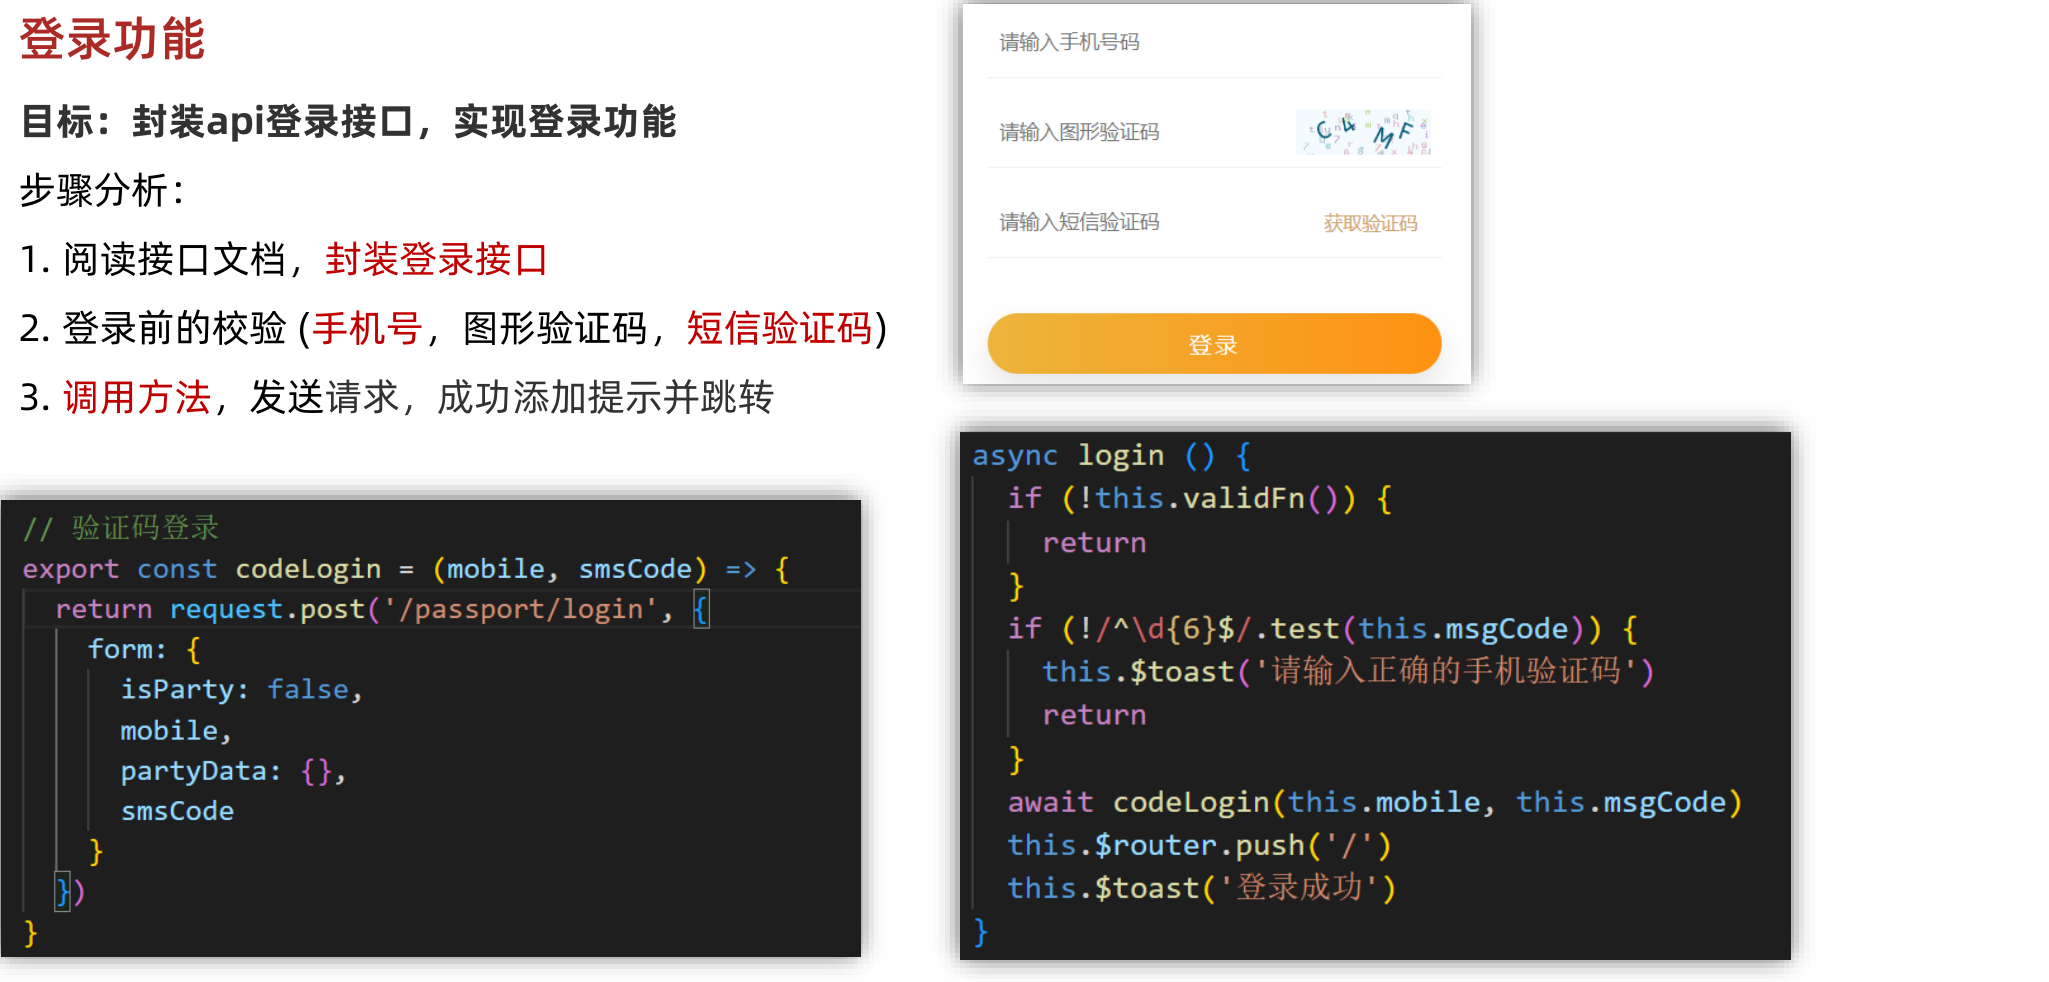 登录功能
目标：封装api登录接口，实现登录功能
步骤分析：
1. 阅读接口文档，封装登录接口
2. 登录前的校验 (手机号，图形验证码，短信验证码)
3. 调用方法，发送请求，成功添加提示并跳转
请输入手机号码
请输入图形验证码
C4MF
请输入短信验证码 获取验证码
登录
// 验证码登录
export const codeLogin = (mobile, smsCode) => {
  return request.post('/passport/login', {
    form: {
      isParty: false,
      mobile,
      partyData: {},
      smsCode
    }
  })
}
async login () {
  if (!this.validFn()) {
    return
  }
  if (!/^\d{6}$/.test(this.msgCode)) {
    this.$toast('请输入正确的手机验证码')
    return
  }
  await codeLogin(this.mobile, this.msgCode)
  this.$router.push('/')
  this.$toast('登录成功')
}